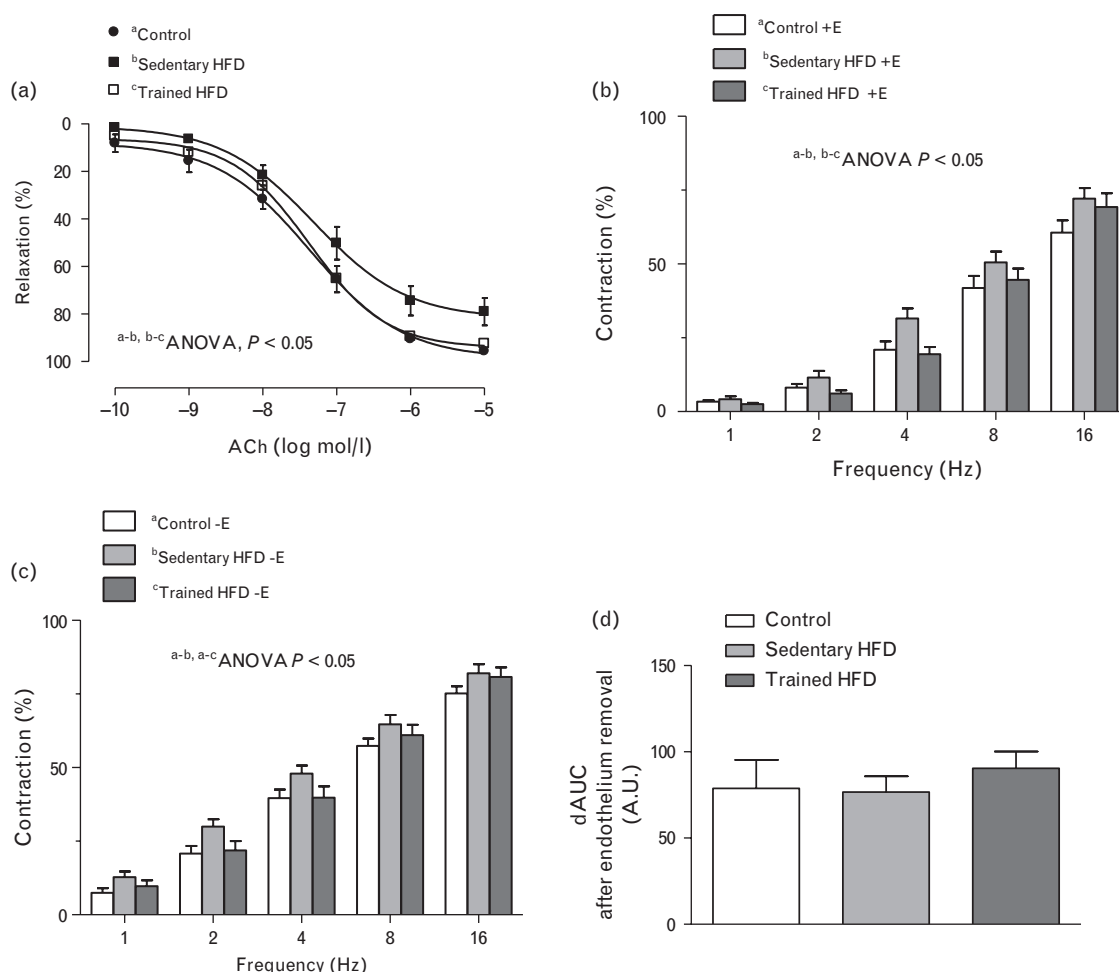 (a)
ᵃControl
ᵇSedentary HFD
ᶜTrained HFD
0
20
40
60
80
100
Relaxation (%)
ᵃ⁻ᵇ, ᵇ⁻ᶜANOVA, P < 0.05
–10
–9
–8
–7
–6
–5
ACh (log mol/l)
(b)
ᵃControl +E
ᵇSedentary HFD +E
ᶜTrained HFD +E
100
50
0
Contraction (%)
ᵃ⁻ᵇ, ᵇ⁻ᶜANOVA P < 0.05
1
2
4
8
16
Frequency (Hz)
(c)
ᵃControl -E
ᵇSedentary HFD -E
ᶜTrained HFD -E
100
50
0
Contraction (%)
ᵃ⁻ᵇ, ᵃ⁻ᶜANOVA P < 0.05
1
2
4
8
16
Frequency (Hz)
(d)
Control
Sedentary HFD
Trained HFD
150
100
50
0
dAUC
after endothelium removal
(A.U.)